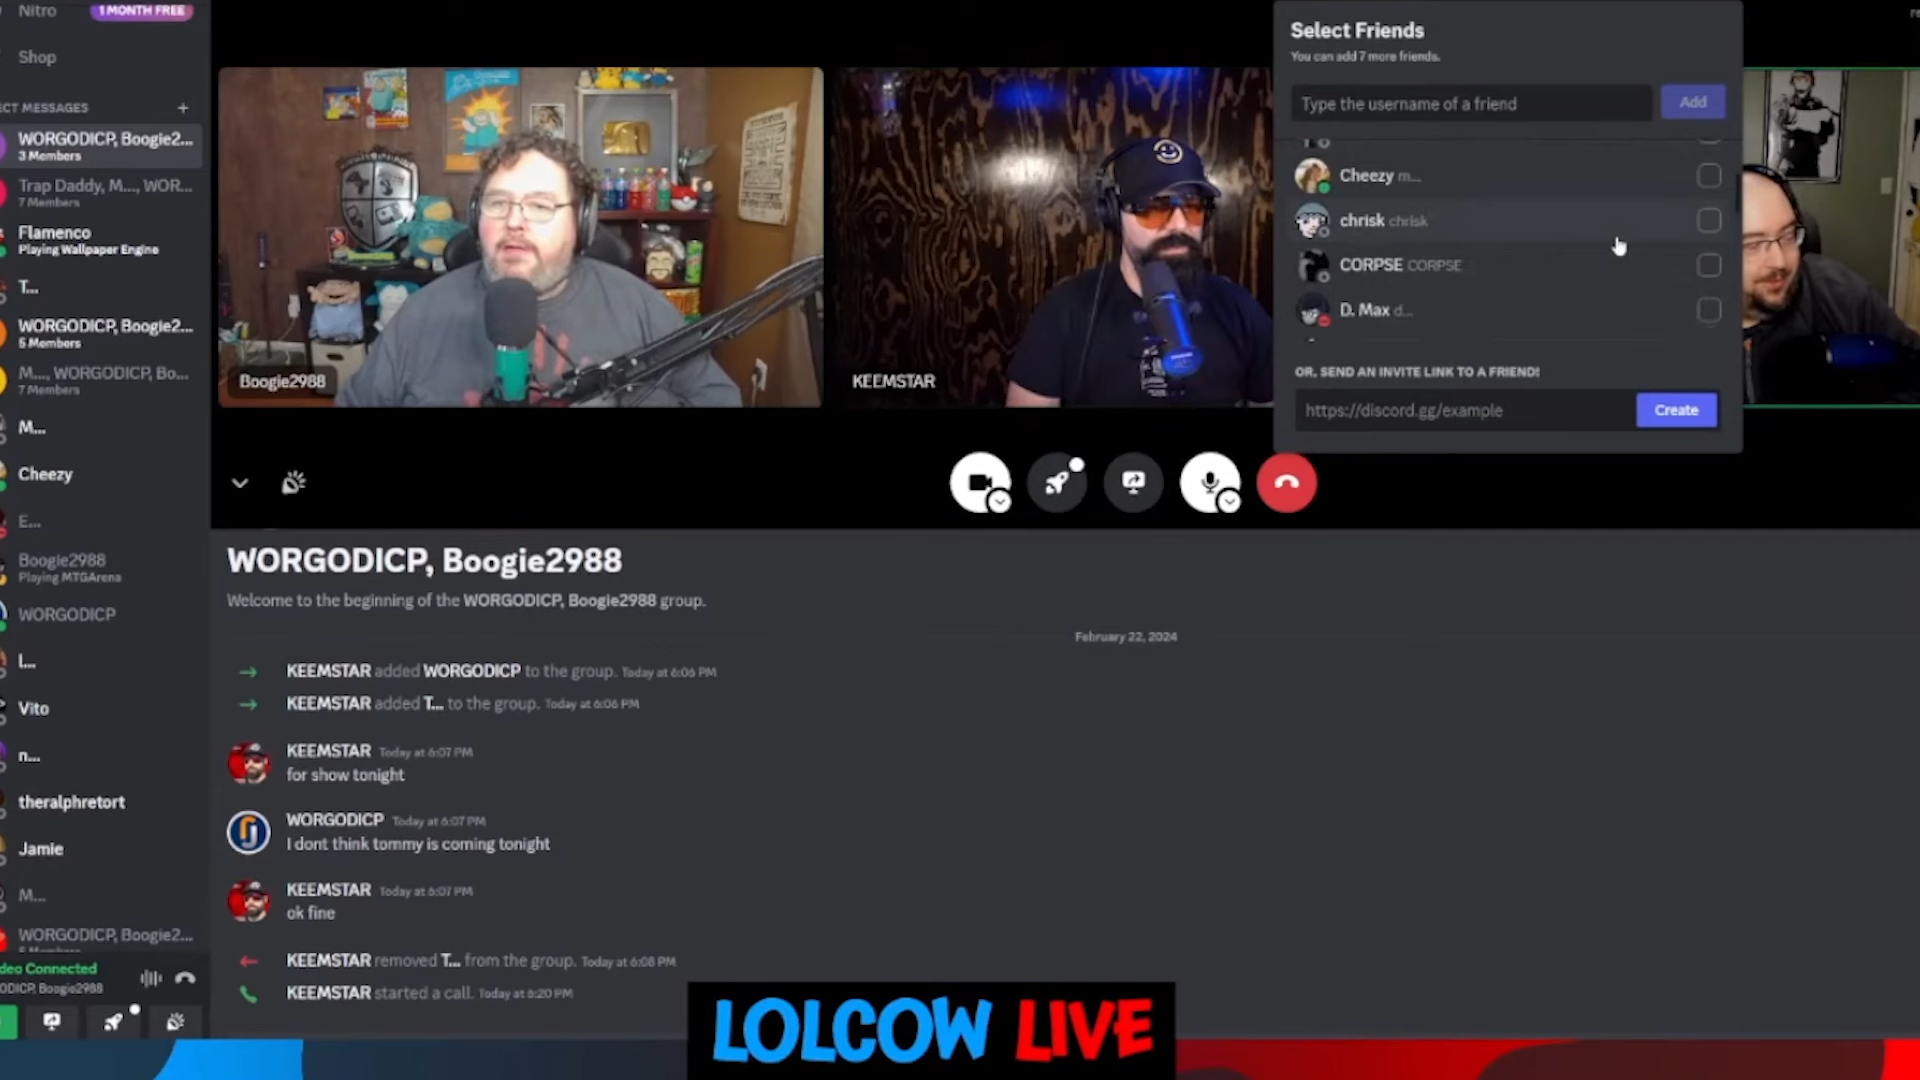 Nitro
1 MONTH FREE
Shop
ECT MESSAGES
WORGODICP, Boogie2...
3 Members
Trap Daddy, M..., WOR...
7 Members
Flamenco
Playing Wallpaper Engine
T...
WORGODICP, Boogie2...
5 Members
M..., WORGODICP, Bo...
7 Members
M...
Cheezy
E...
Boogie2988
Playing MTGArena
WORGODICP
L...
Vito
n...
theralphretort
Jamie
M...
WORGODICP, Boogie2...
deo Connected
ODICP, Boogie2988
Boogie2988
KEEMSTAR
Select Friends
You can add 7 more friends.
Type the username of a friend
Add
Cheezy m...
chrisk chrisk
CORPSE CORPSE
D. Max d...
OR, SEND AN INVITE LINK TO A FRIEND!
https://discord.gg/example
Create
WORGODICP, Boogie2988
Welcome to the beginning of the WORGODICP, Boogie2988 group.
February 22, 2024
KEEMSTAR added WORGODICP to the group. Today at 6:06 PM
KEEMSTAR added T... to the group. Today at 6:06 PM
KEEMSTAR Today at 6:07 PM
for show tonight
WORGODICP Today at 6:07 PM
I dont think tommy is coming tonight
KEEMSTAR Today at 6:07 PM
ok fine
KEEMSTAR removed T... from the group. Today at 6:08 PM
KEEMSTAR started a call. Today at 6:20 PM
LOLCOW LIVE